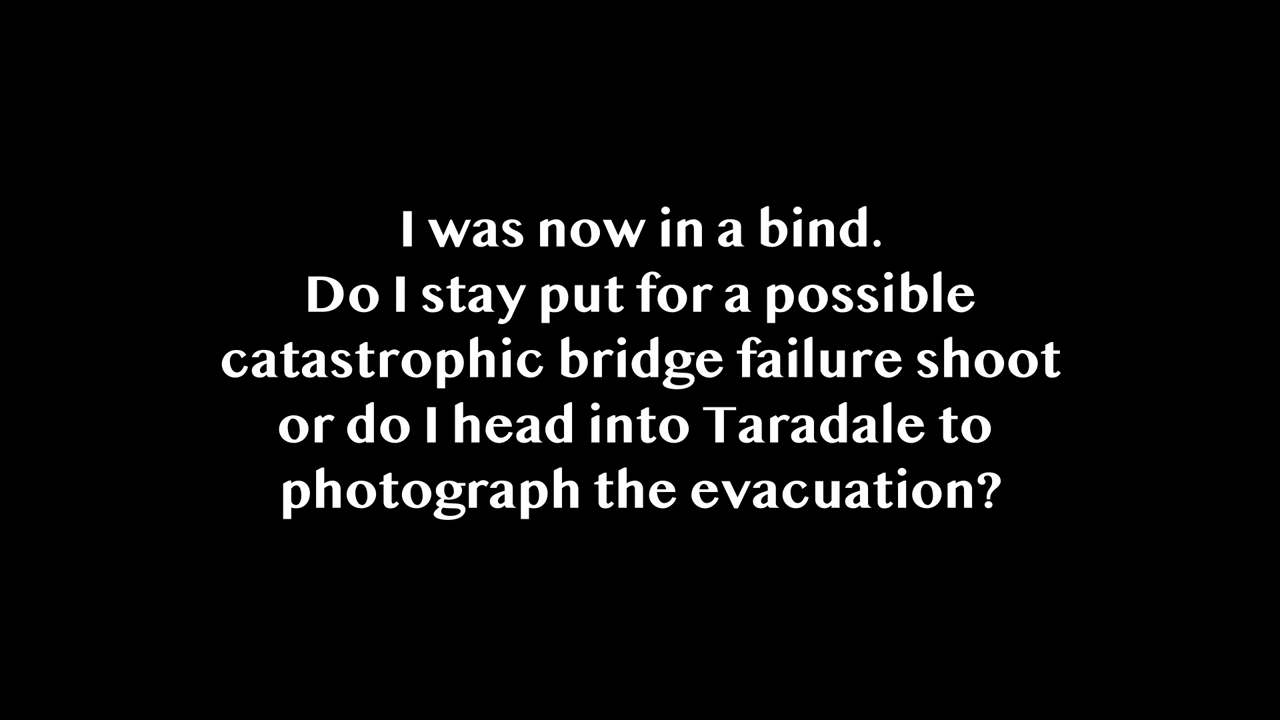 I was now in a bind.
Do I stay put for a possible
catastrophic bridge failure shoot
or do I head into Taradale to
photograph the evacuation?